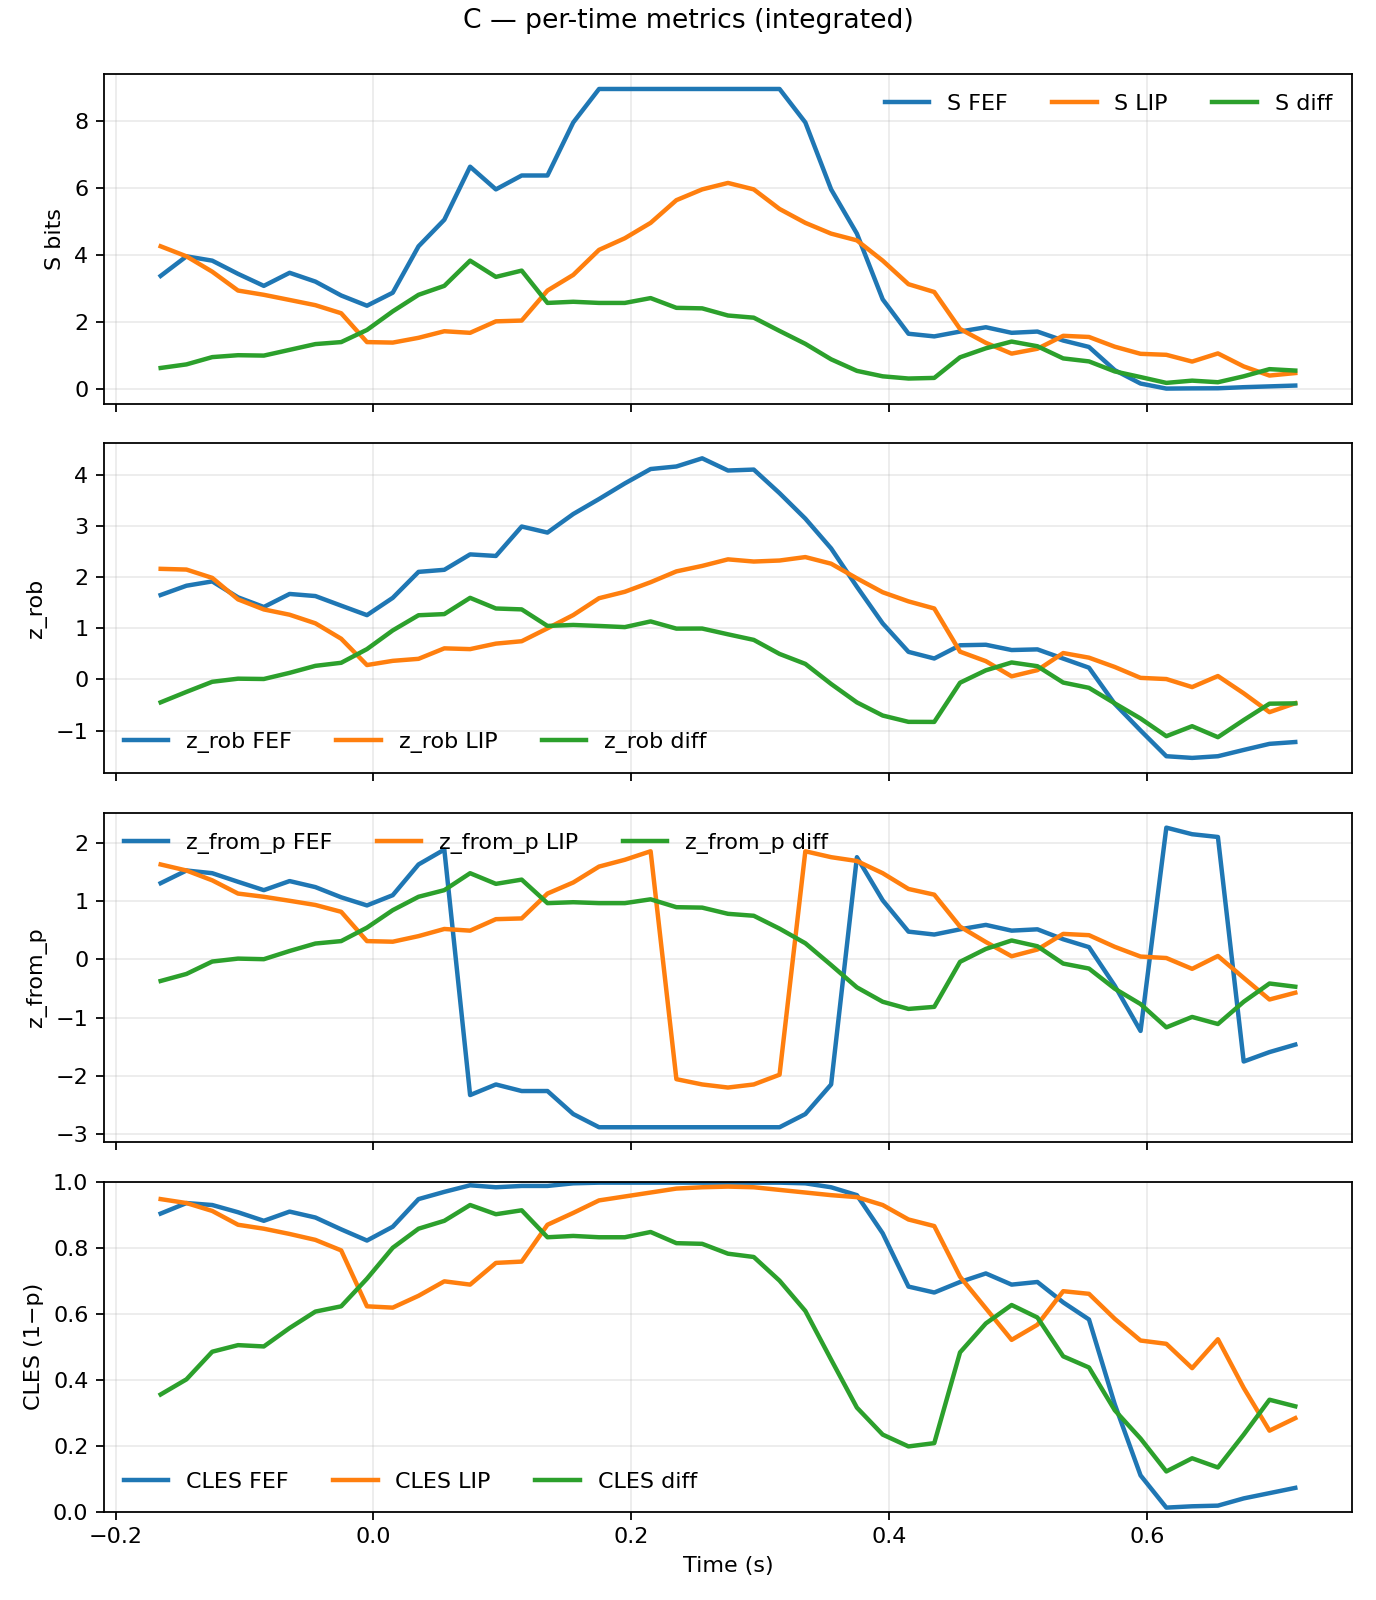 C — per-time metrics (integrated)
S FEF S LIP S diff
8
6
4
2
0
S bits
4
3
2
1
0
−1
z_rob
z_rob FEF z_rob LIP z_rob diff
z_from_p FEF z_from_p LIP z_from_p diff
2
1
0
−1
−2
−3
z_from_p
1.0
0.8
0.6
0.4
0.2
0.0
CLES (1−p)
CLES FEF CLES LIP CLES diff
−0.2 0.0 0.2 0.4 0.6
Time (s)